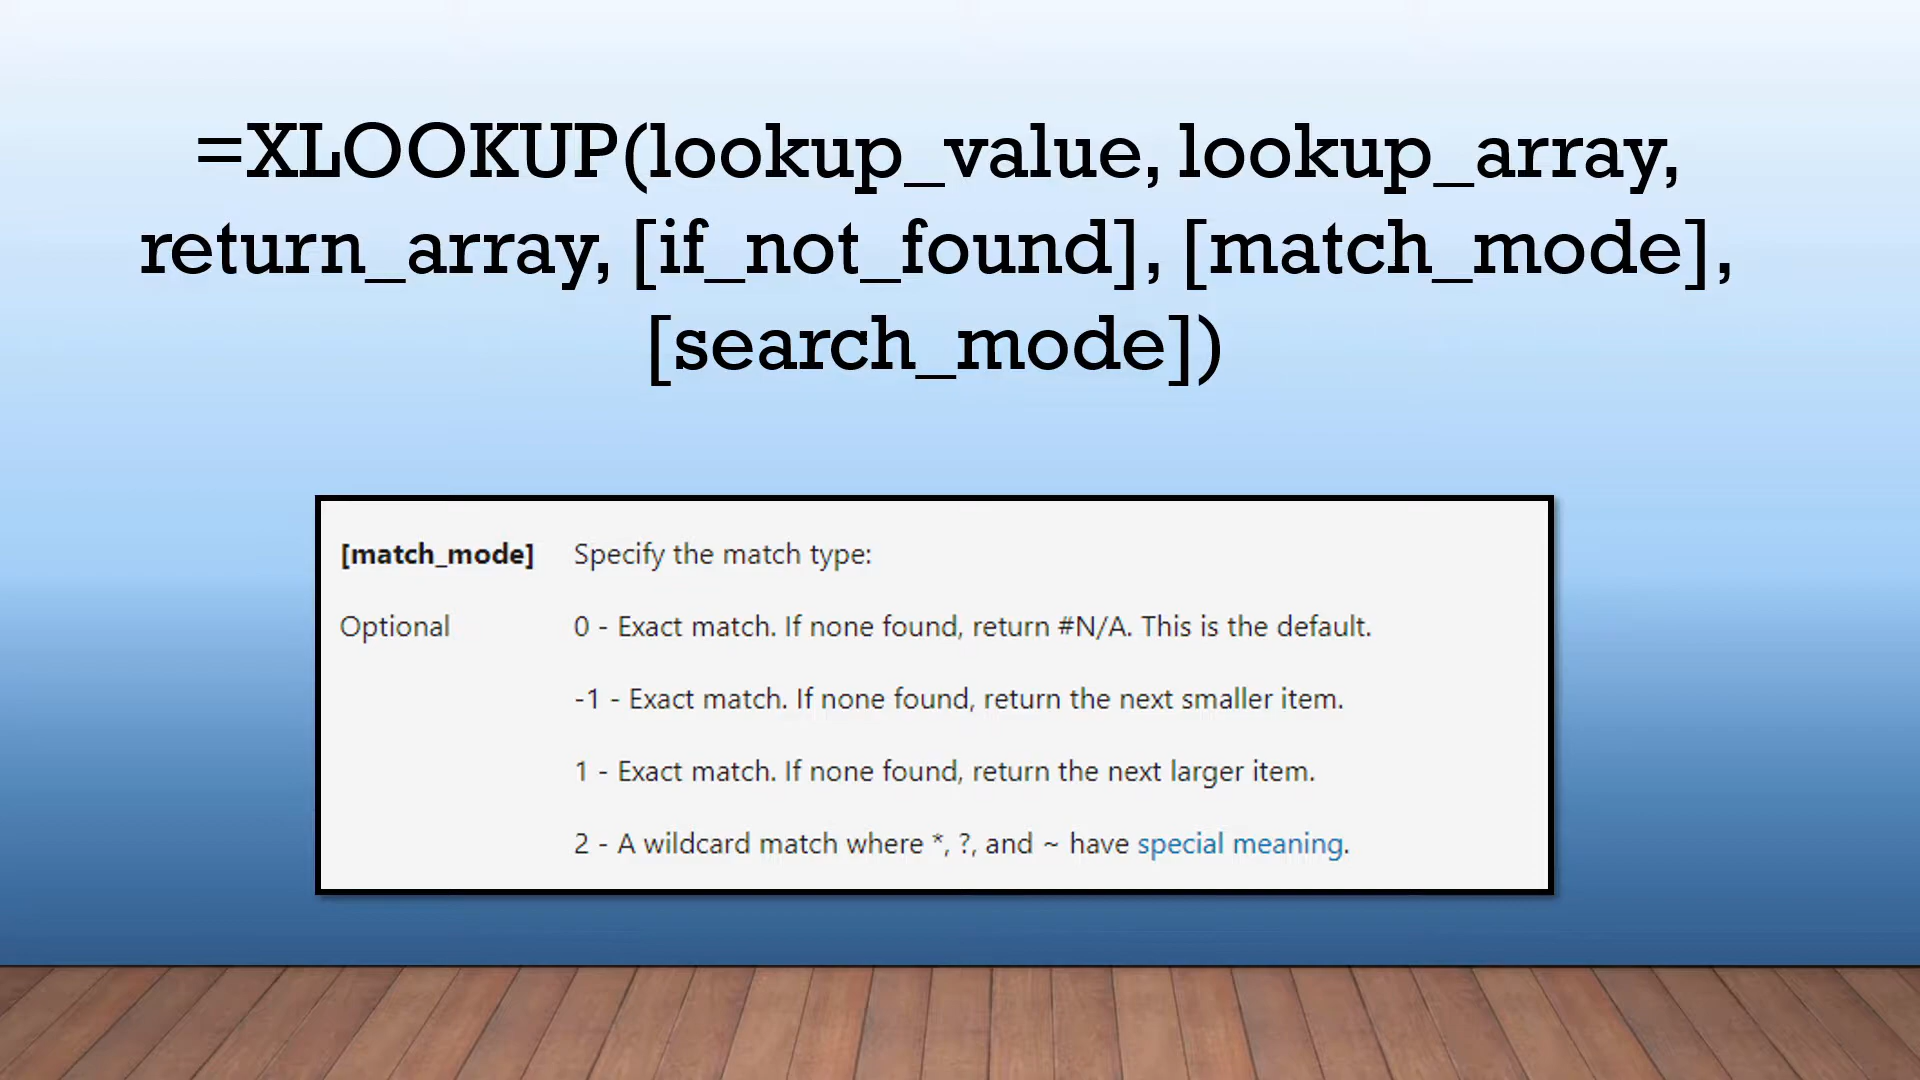 =XLOOKUP(lookup_value, lookup_array,
return_array, [if_not_found], [match_mode],
[search_mode])
[match_mode] Specify the match type:
Optional 0 - Exact match. If none found, return #N/A. This is the default.
-1 - Exact match. If none found, return the next smaller item.
1 - Exact match. If none found, return the next larger item.
2 - A wildcard match where *, ?, and ~ have special meaning.